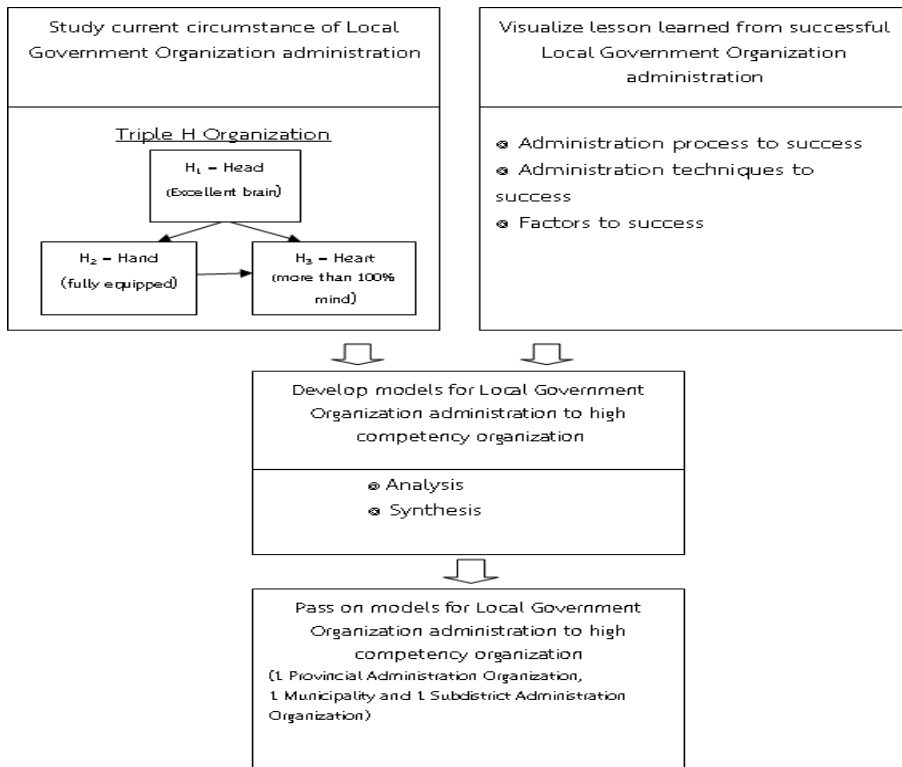 Study current circumstance of Local
Government Organization administration
Triple H Organization
H₁ – Head
(Excellent brain)
H₂ – Hand
(fully equipped)
H₃ – Heart
(more than 100%
mind)
Visualize lesson learned from successful
Local Government Organization
administration
● Administration process to success
● Administration techniques to
success
● Factors to success
Develop models for Local Government
Organization administration to high
competency organization
● Analysis
● Synthesis
Pass on models for Local Government
Organization administration to high
competency organization
(1 Provincial Administration Organization,
1 Municipality and 1 Subdistrict Administration
Organization)